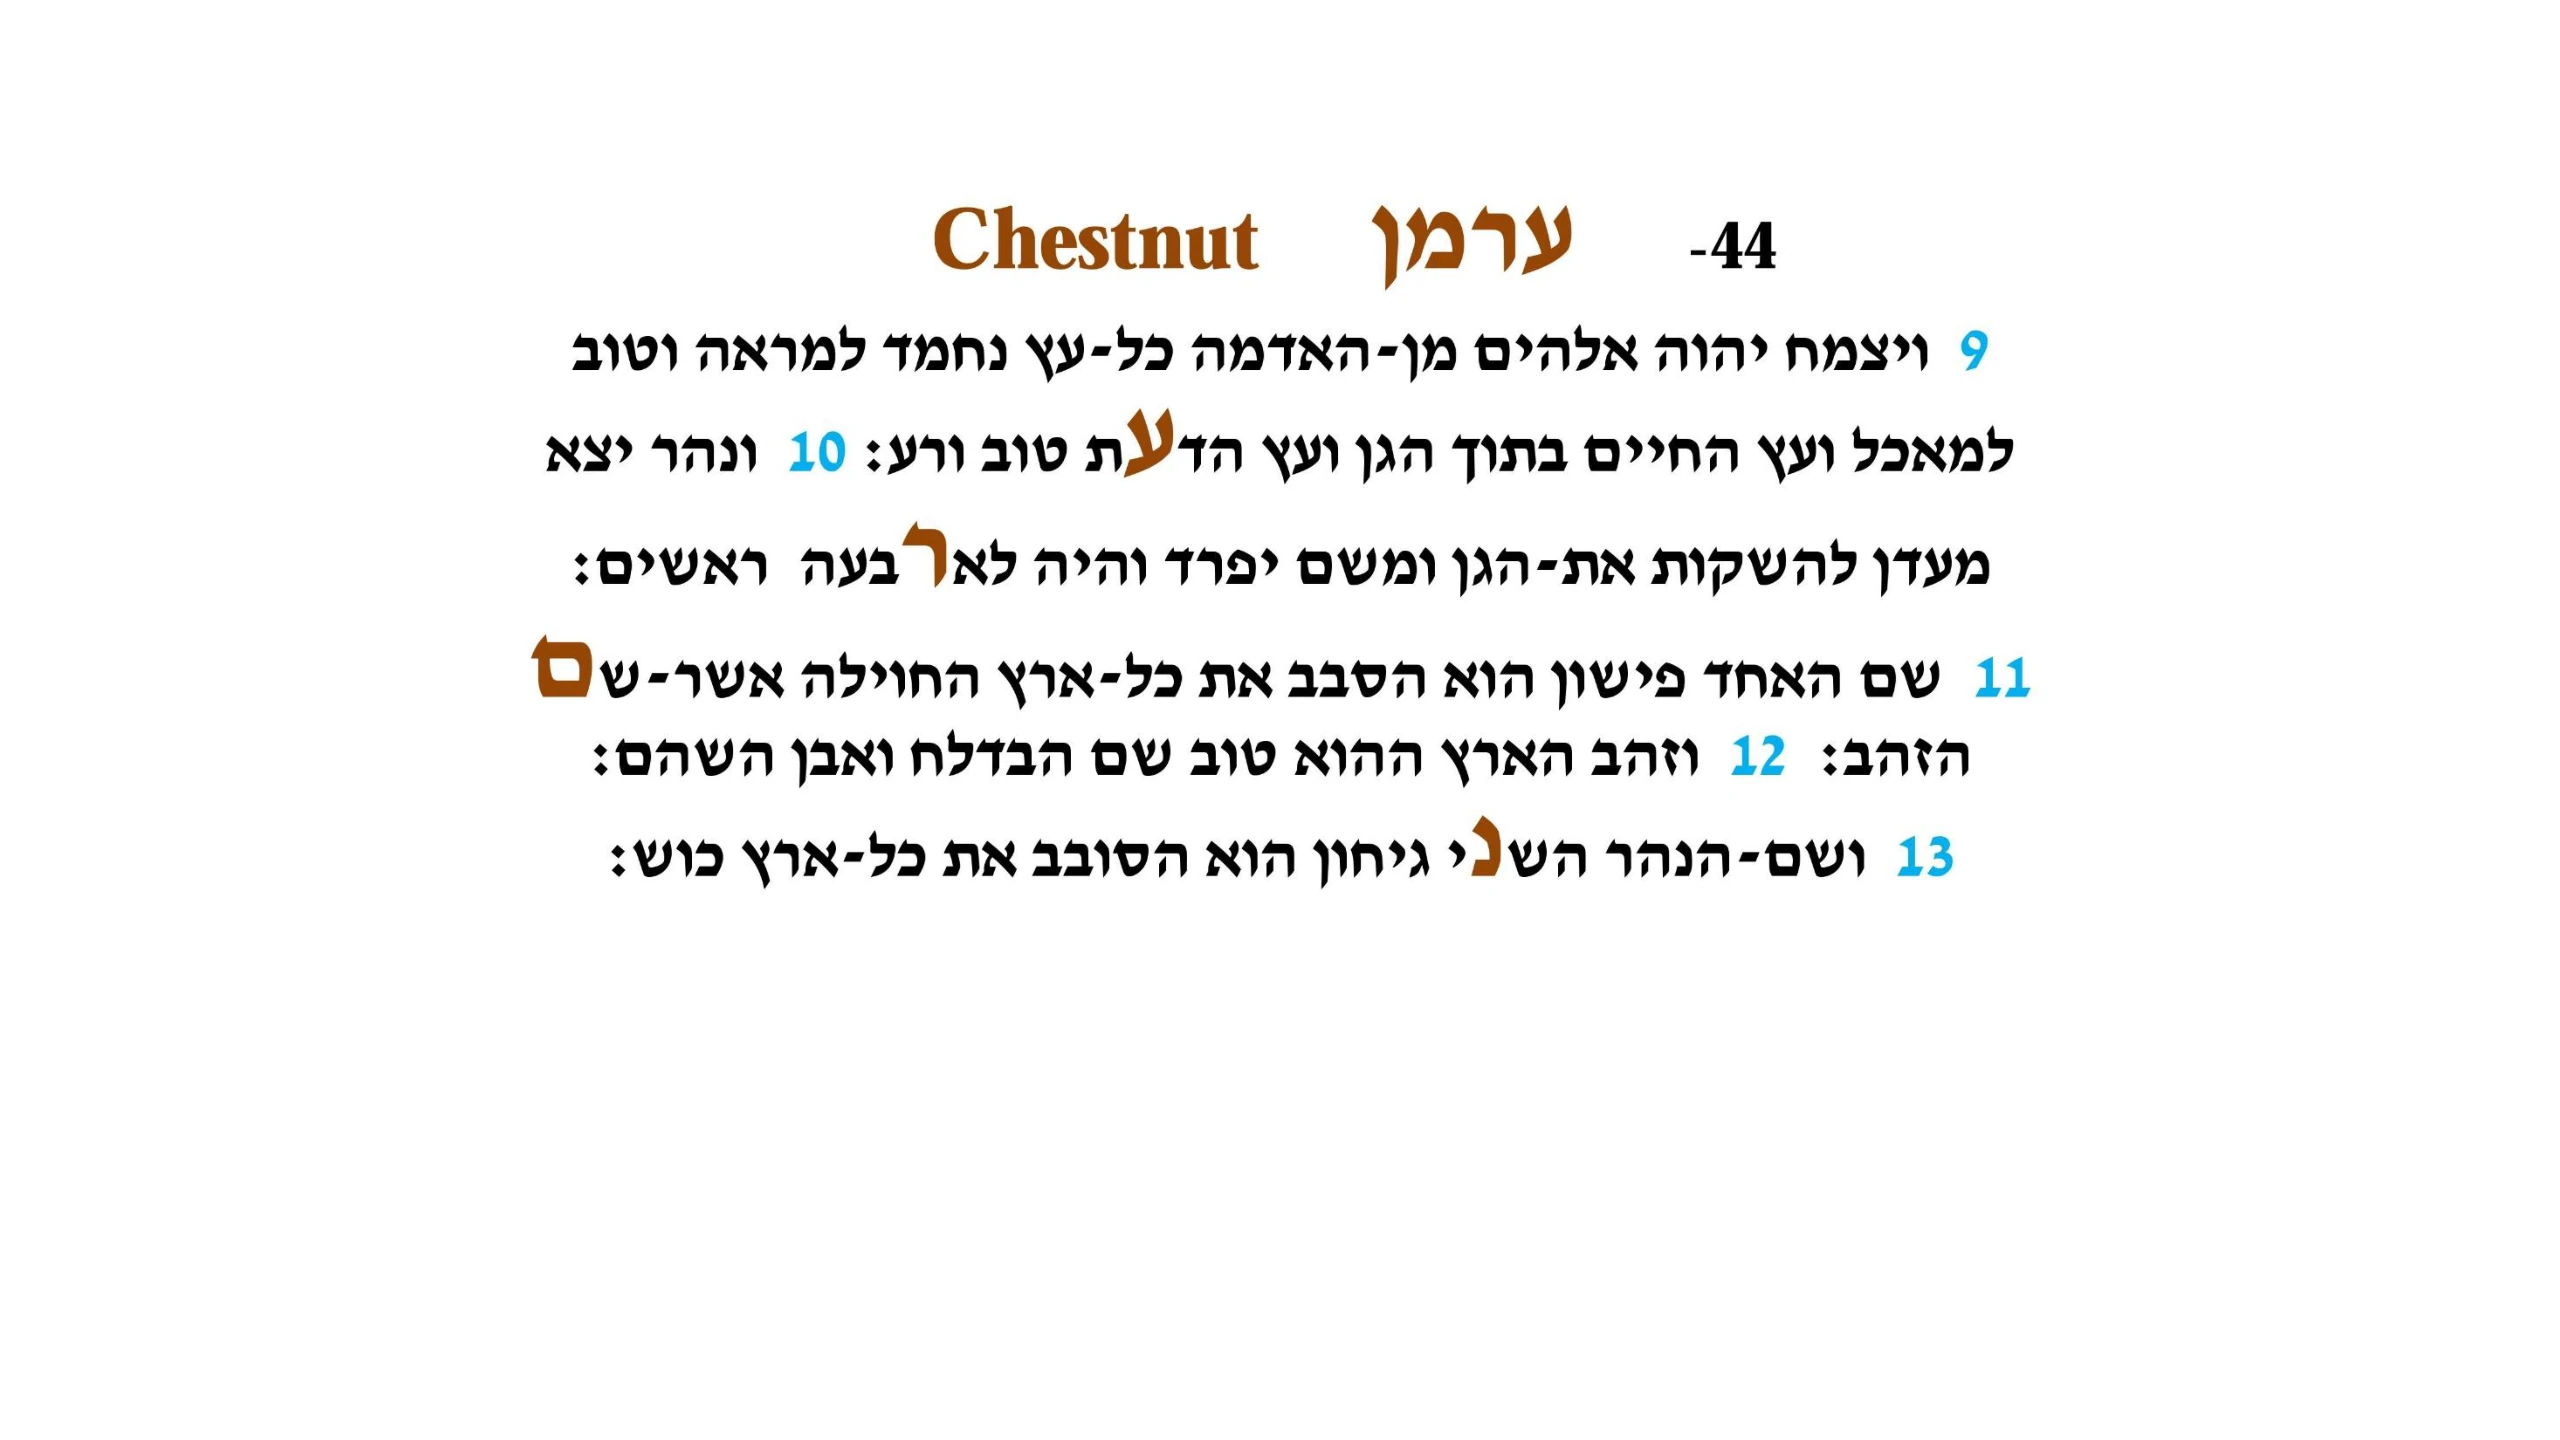 44- ערמן Chestnut
9 ויצמח יהוה אלהים מן-האדמה כל-עץ נחמד למראה וטוב
למאכל ועץ החיים בתוך הגן ועץ הדעת טוב ורע: 10 ונהר יצא
מעדן להשקות את-הגן ומשם יפרד והיה לארבעה ראשים:
11 שם האחד פישון הוא הסבב את כל-ארץ החוילה אשר-שם
הזהב: 12 וזהב הארץ ההוא טוב שם הבדלח ואבן השהם:
13 ושם-הנהר השני גיחון הוא הסובב את כל-ארץ כוש: